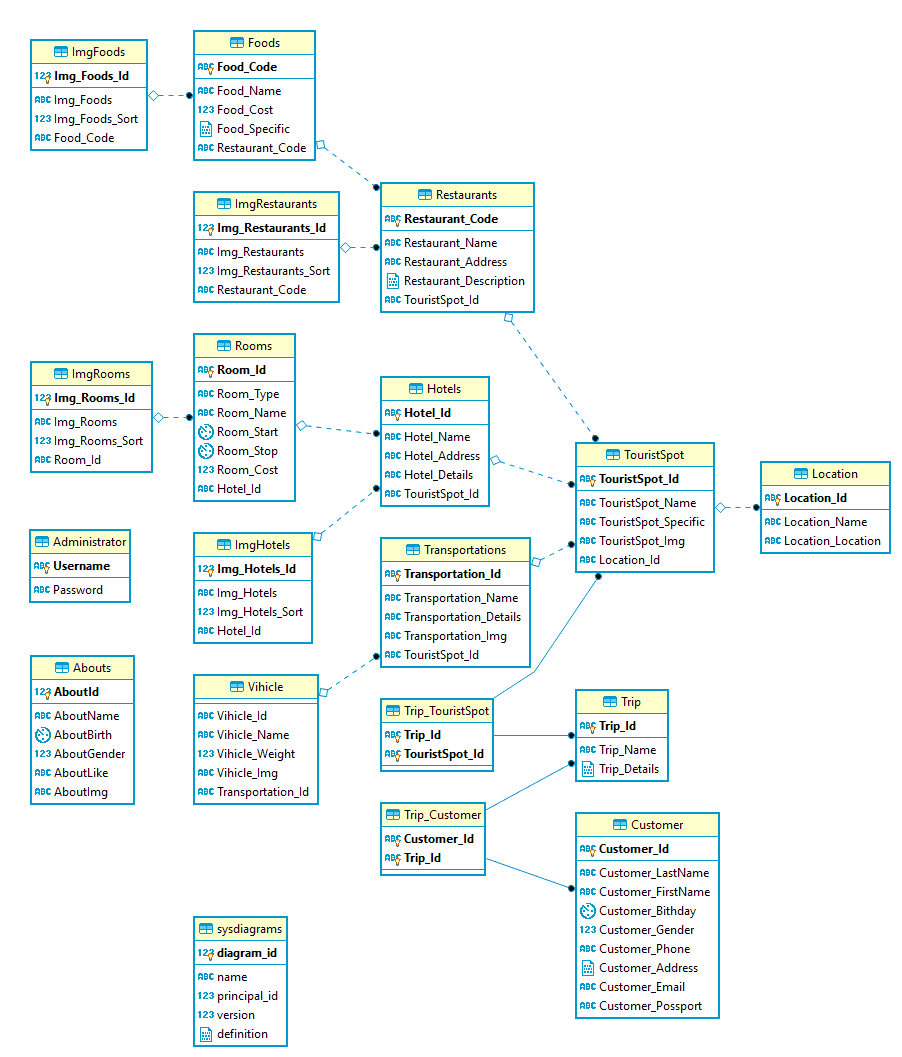 ImgFoods
Img_Foods_Id
Img_Foods
Img_Foods_Sort
Food_Code
Foods
Food_Code
Food_Name
Food_Cost
Food_Specific
Restaurant_Code
ImgRestaurants
Img_Restaurants_Id
Img_Restaurants
Img_Restaurants_Sort
Restaurant_Code
Restaurants
Restaurant_Code
Restaurant_Name
Restaurant_Address
Restaurant_Description
TouristSpot_Id
ImgRooms
Img_Rooms_Id
Img_Rooms
Img_Rooms_Sort
Room_Id
Rooms
Room_Id
Room_Type
Room_Name
Room_Start
Room_Stop
Room_Cost
Hotel_Id
Hotels
Hotel_Id
Hotel_Name
Hotel_Address
Hotel_Details
TouristSpot_Id
TouristSpot
TouristSpot_Id
TouristSpot_Name
TouristSpot_Specific
TouristSpot_Img
Location_Id
Location
Location_Id
Location_Name
Location_Location
Administrator
Username
Password
ImgHotels
Img_Hotels_Id
Img_Hotels
Img_Hotels_Sort
Hotel_Id
Transportations
Transportation_Id
Transportation_Name
Transportation_Details
Transportation_Img
TouristSpot_Id
Abouts
AboutId
AboutName
AboutBirth
AboutGender
AboutLike
AboutImg
Vihicle
Vihicle_Id
Vihicle_Name
Vihicle_Weight
Vihicle_Img
Transportation_Id
Trip_TouristSpot
Trip_Id
TouristSpot_Id
Trip
Trip_Id
Trip_Name
Trip_Details
Trip_Customer
Customer_Id
Trip_Id
Customer
Customer_Id
Customer_LastName
Customer_FirstName
Customer_Bithday
Customer_Gender
Customer_Phone
Customer_Address
Customer_Email
Customer_Possport
sysdiagrams
diagram_id
name
principal_id
version
definition